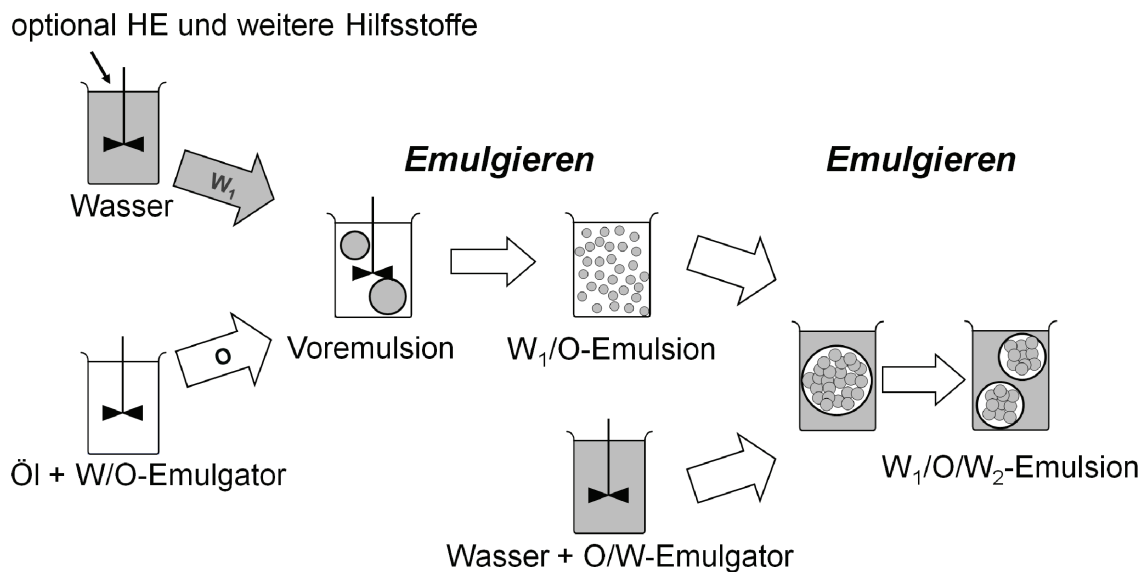 optional HE und weitere Hilfsstoffe
Emulgieren
Emulgieren
W₁
Wasser
O
Voremulsion
W₁/O-Emulsion
Öl + W/O-Emulgator
W₁/O/W₂-Emulsion
Wasser + O/W-Emulgator